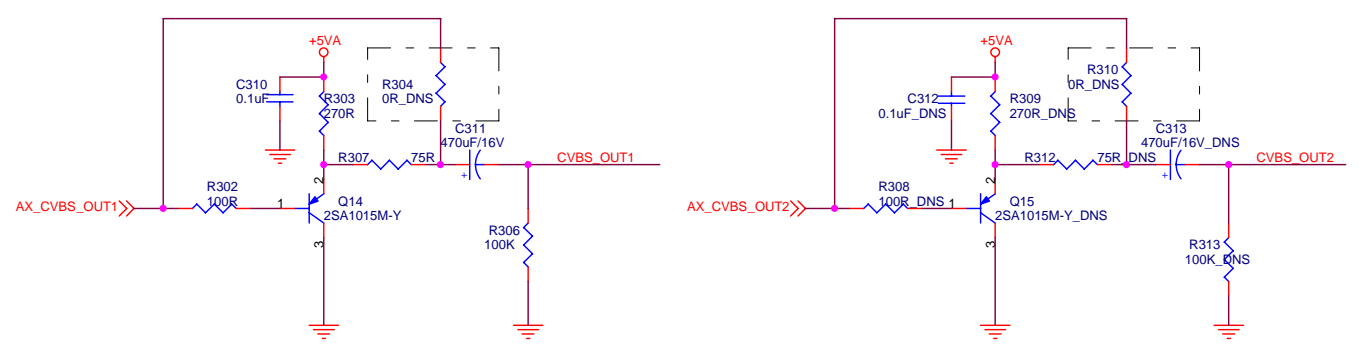 +5VA
C310
0.1uF
R303
270R
R304
0R_DNS
C311
470uF/16V
CVBS_OUT1
R307
75R
+
2
R302
100R
AX_CVBS_OUT1
1
Q14
2SA1015M-Y
3
R306
100K
+5VA
C312
0.1uF_DNS
R309
270R_DNS
R310
0R_DNS
C313
470uF/16V_DNS
CVBS_OUT2
R312
75R_DNS
+
2
R308
100R_DNS
AX_CVBS_OUT2
1
Q15
2SA1015M-Y_DNS
3
R313
100K_DNS